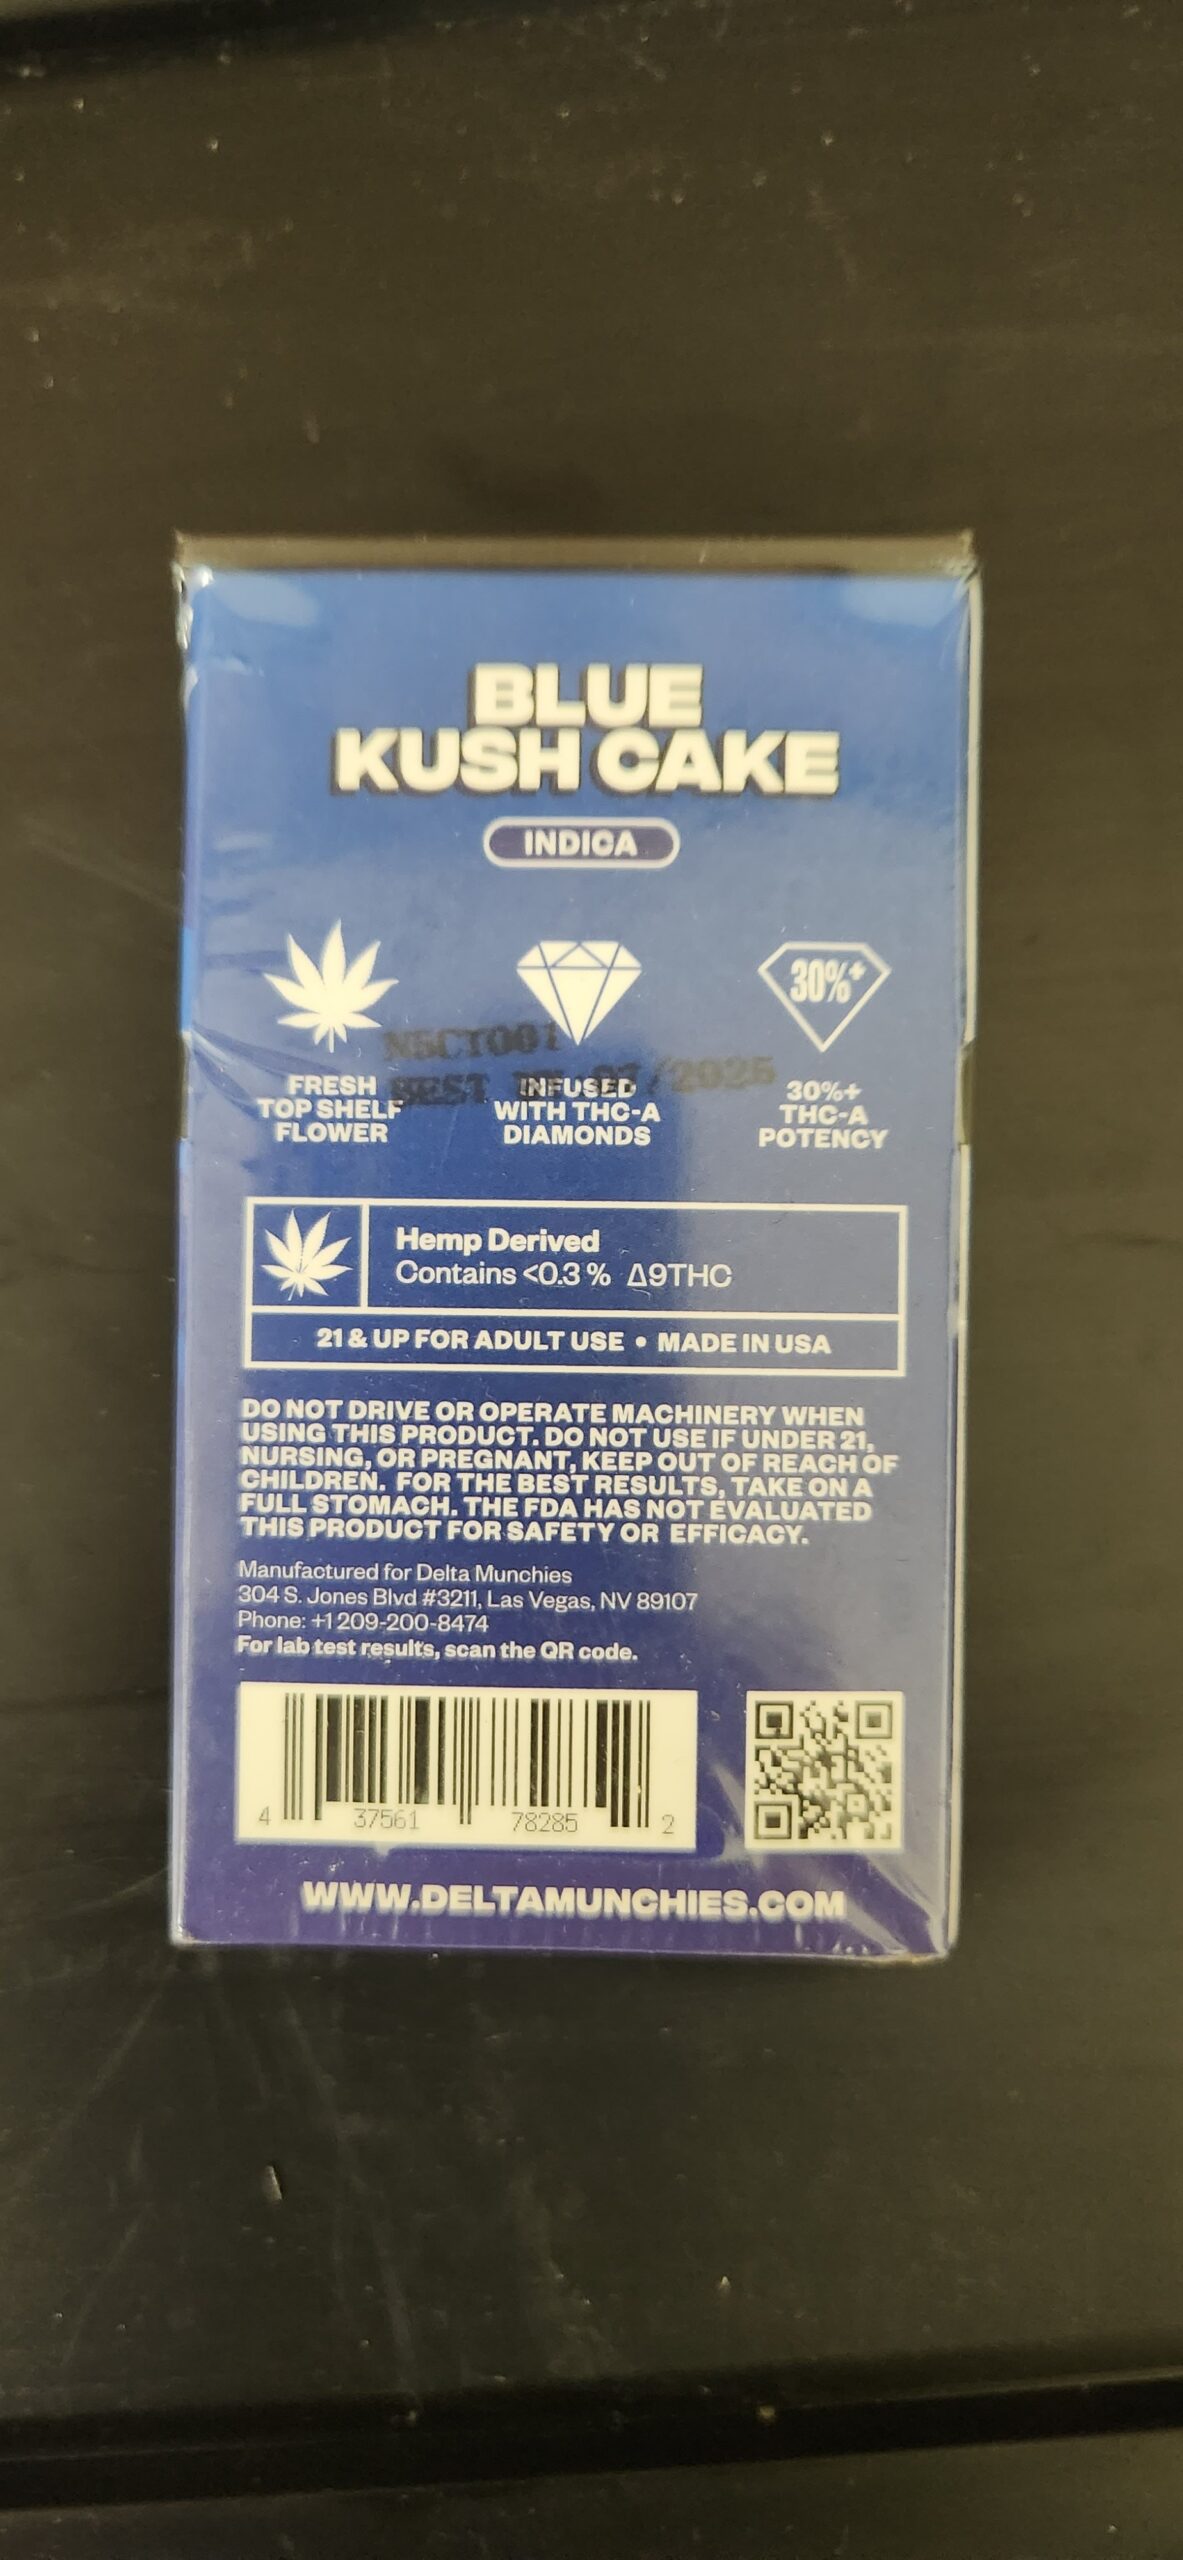 BLUE
KUSH CAKE
INDICA
30%+
FRESH
TOP SHELF
FLOWER
INFUSED
WITH THC-A
DIAMONDS
30%+
THC-A
POTENCY
BEST
Hemp Derived
Contains <0.3% Δ9THC
21 & UP FOR ADULT USE • MADE IN USA
DO NOT DRIVE OR OPERATE MACHINERY WHEN
USING THIS PRODUCT. DO NOT USE IF UNDER 21,
NURSING, OR PREGNANT, KEEP OUT OF REACH OF
CHILDREN. FOR THE BEST RESULTS, TAKE ON A
FULL STOMACH. THE FDA HAS NOT EVALUATED
THIS PRODUCT FOR SAFETY OR EFFICACY.
Manufactured for Delta Munchies
304 S. Jones Blvd #3211, Las Vegas, NV 89107
Phone: +1 209-200-8474
For lab test results, scan the QR code.
4 37561 78285 2
WWW.DELTAMUNCHIES.COM